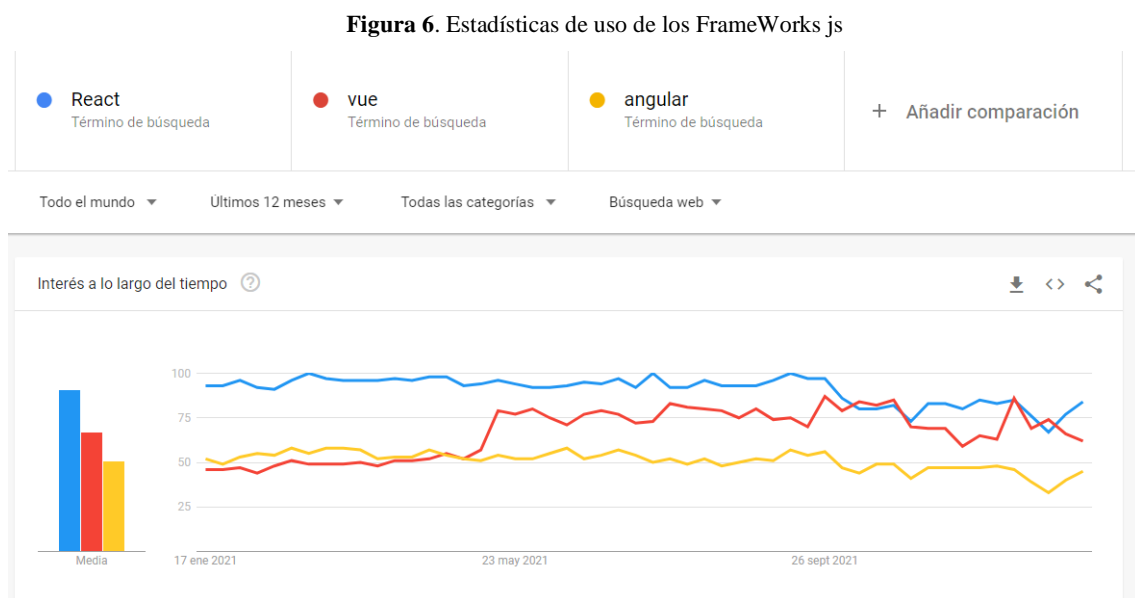 Figura 6. Estadísticas de uso de los FrameWorks js
React
Término de búsqueda
vue
Término de búsqueda
angular
Término de búsqueda
+ Añadir comparación
Todo el mundo
Últimos 12 meses
Todas las categorías
Búsqueda web
Interés a lo largo del tiempo ?
100
75
50
25
Media
17 ene 2021
23 may 2021
26 sept 2021